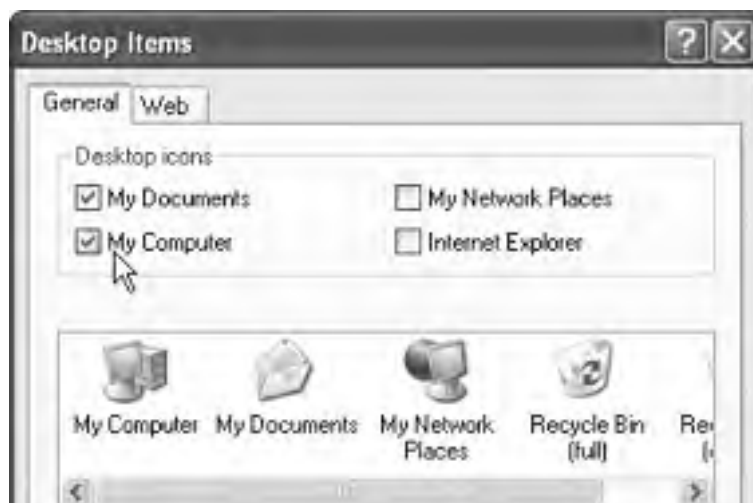 Desktop Items
General Web
Desktop icons
My Documents My Network Places
My Computer Internet Explorer
My Computer My Documents My Network Places Recycle Bin (full)